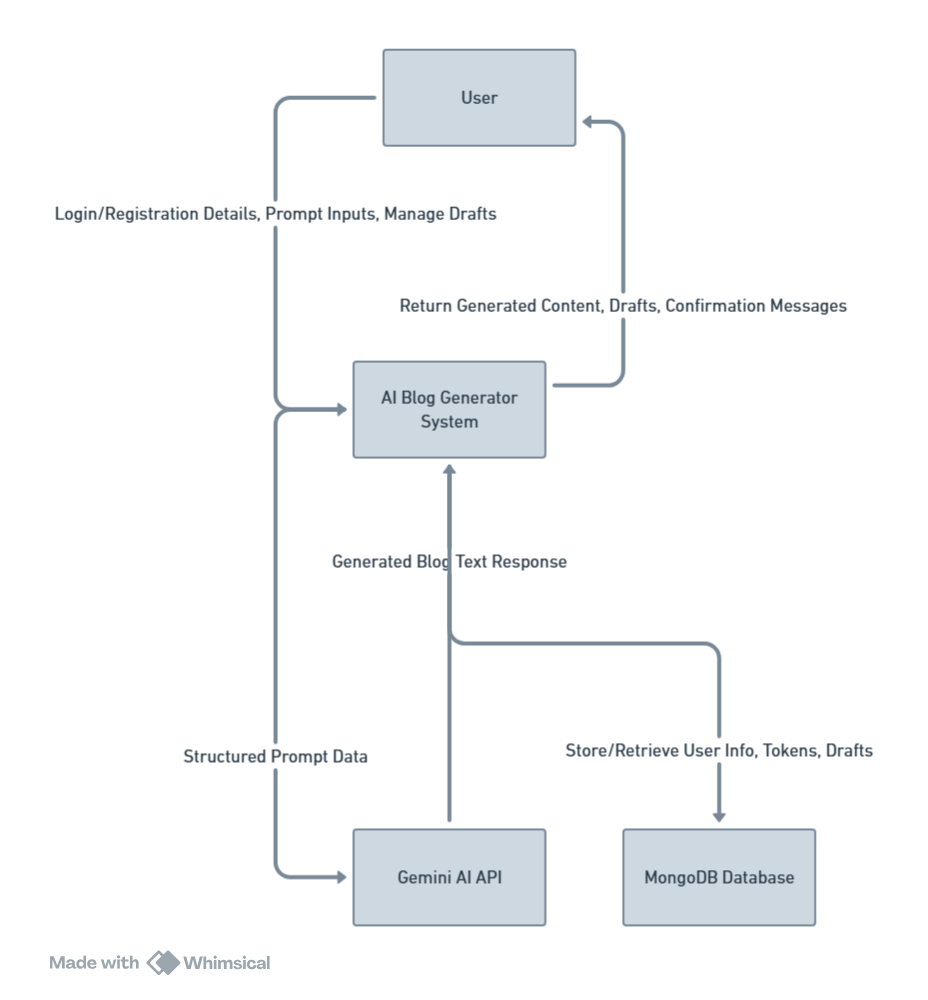 User
Login/Registration Details, Prompt Inputs, Manage Drafts
Return Generated Content, Drafts, Confirmation Messages
AI Blog Generator
System
Generated Blog Text Response
Store/Retrieve User Info, Tokens, Drafts
Structured Prompt Data
Gemini AI API
MongoDB Database
Made with Whimsical